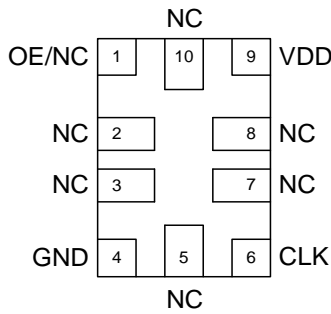 NC
OE/NC 1 10 9 VDD
NC 2 8 NC
NC 3 7 NC
GND 4 5 6 CLK
NC